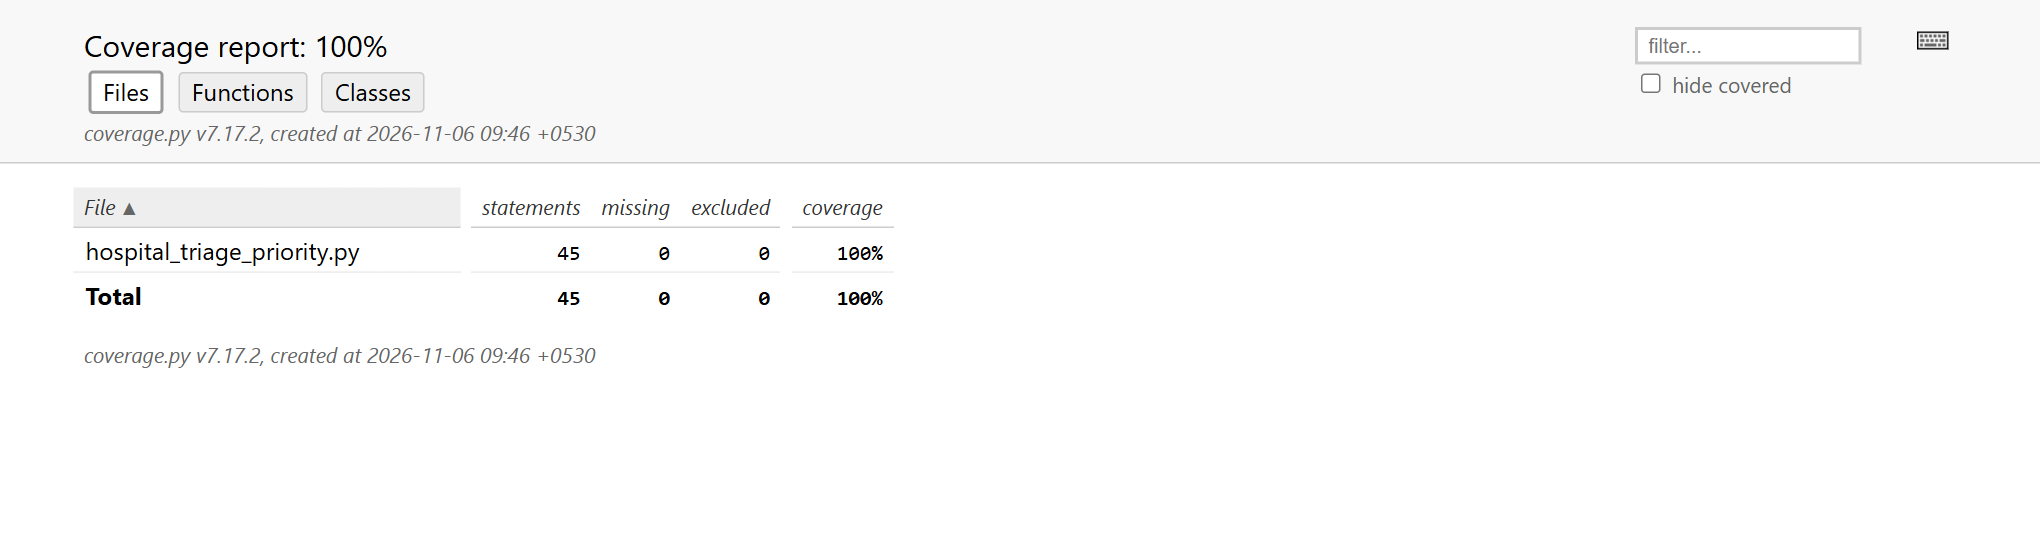 Coverage report: 100%
filter...
Files Functions Classes
hide covered
coverage.py v7.17.2, created at 2026-11-06 09:46 +0530
File ▲ statements missing excluded coverage
hospital_triage_priority.py 45 0 0 100%
Total 45 0 0 100%
coverage.py v7.17.2, created at 2026-11-06 09:46 +0530